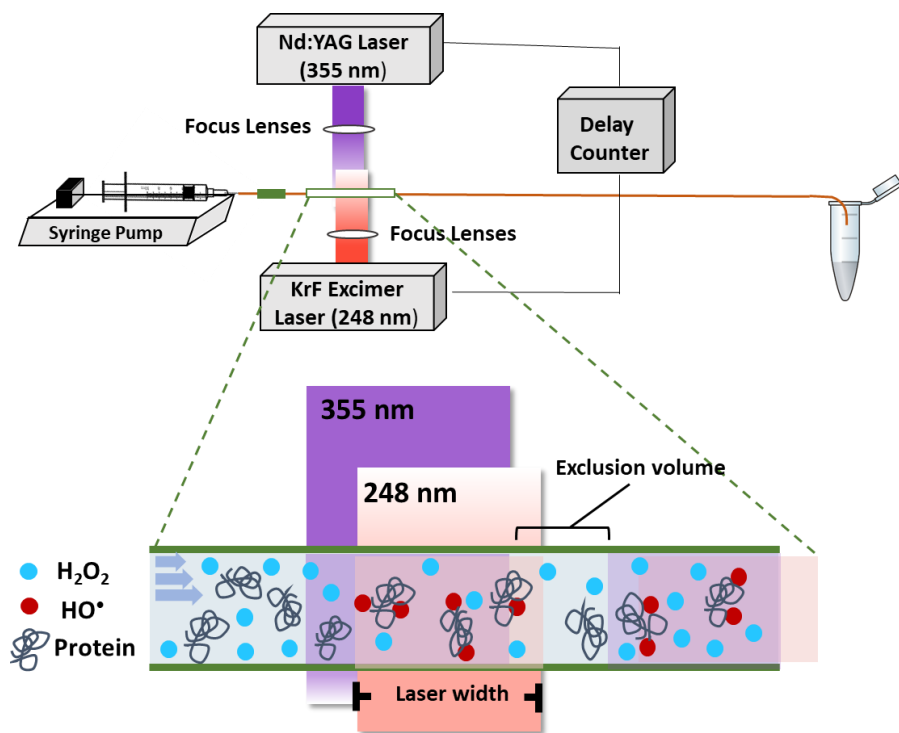 Nd:YAG Laser
(355 nm)
Focus Lenses
Delay
Counter
Syringe Pump
Focus Lenses
KrF Excimer
Laser (248 nm)
355 nm
Exclusion volume
248 nm
H₂O₂
HO•
Protein
Laser width